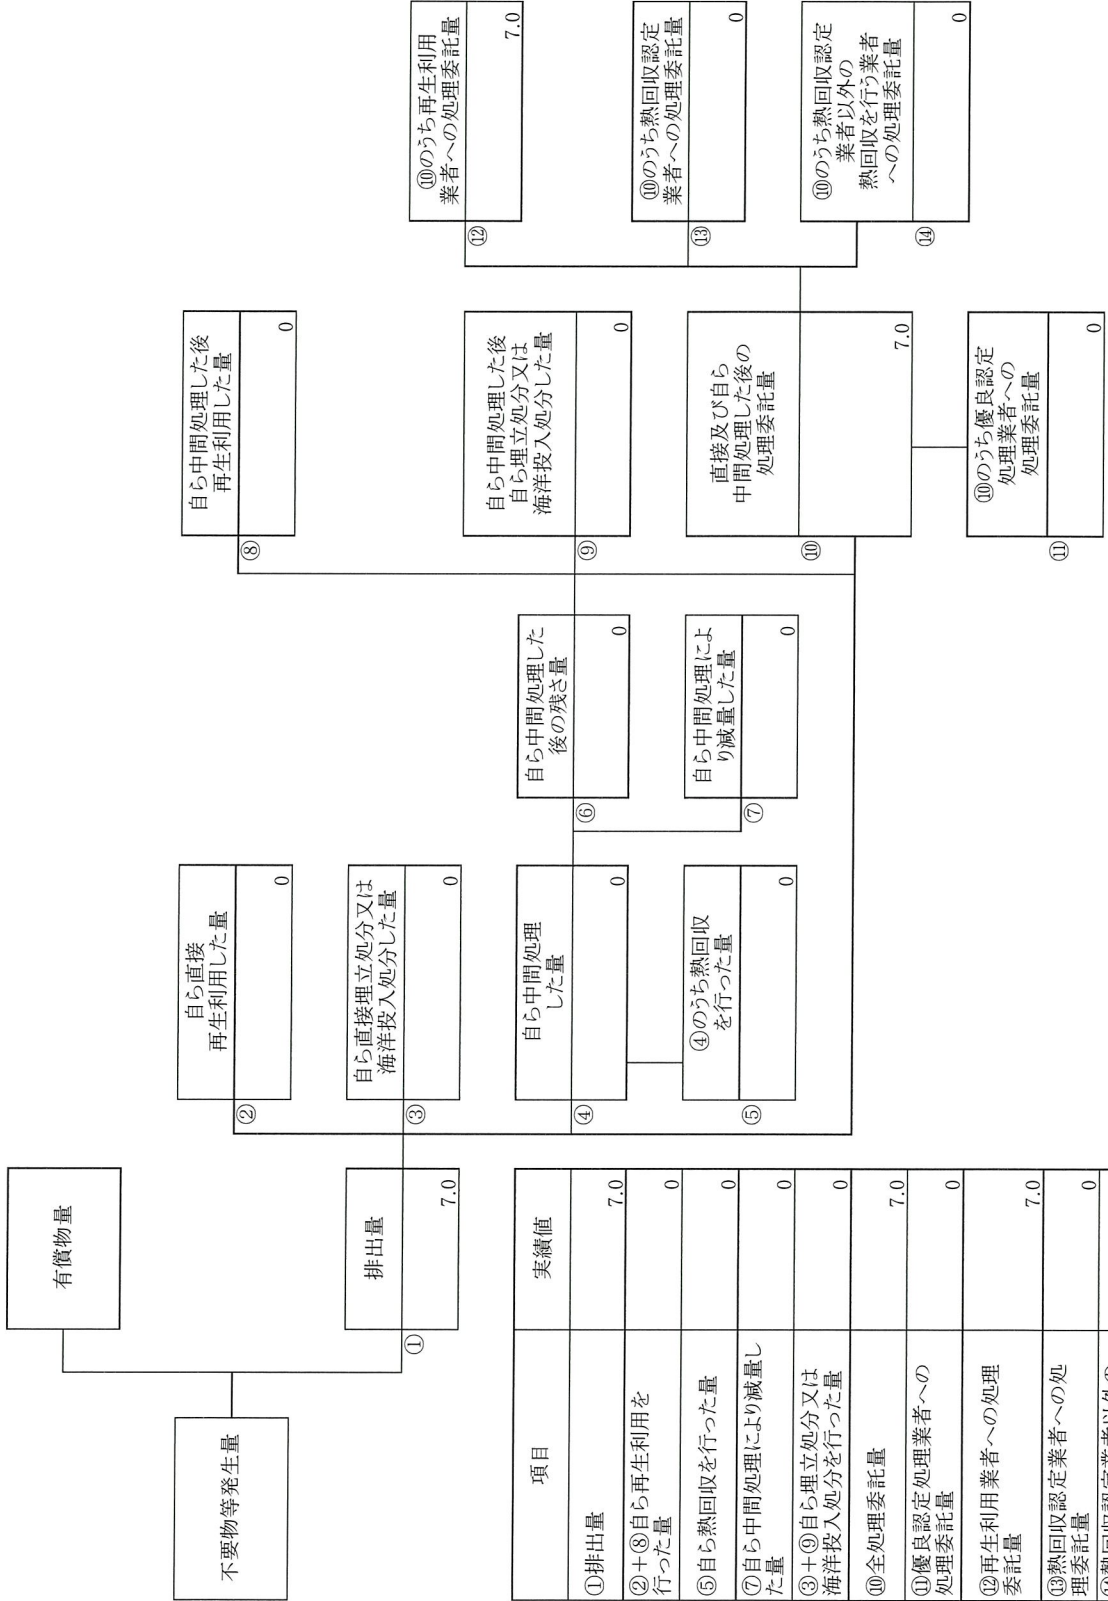 不要物等発生量
有償物量
排出量
①
7.0
自ら直接
再生利用した量
②
0
自ら直接埋立処分又は
海洋投入処分した量
③
0
自ら中間処理
した量
④
0
④のうち熱回収
を行った量
⑤
0
自ら中間処理した
後の残さ量
⑥
0
自ら中間処理によ
り減量した量
⑦
0
自ら中間処理した後
再生利用した量
⑧
0
自ら中間処理した後
自ら埋立処分又は
海洋投入処分した量
⑨
0
直接及び自ら
中間処理した後の
処理委託量
⑩
7.0
⑩のうち優良認定
処理業者への
処理委託量
⑪
0
⑩のうち再生利用
業者への処理委託量
⑫
7.0
⑩のうち熱回収認定
業者への処理委託量
⑬
0
⑩のうち熱回収認定
業者以外の
熱回収を行う業者
への処理委託量
⑭
0
項目 実績値
①排出量 7.0
②+⑧自ら再生利用を
行った量 0
⑤自ら熱回収を行った量 0
⑦自ら中間処理により減量し
た量 0
③+⑨自ら埋立処分又は
海洋投入処分を行った量 0
⑩全処理委託量 7.0
⑪優良認定処理業者への
処理委託量 0
⑫再生利用業者への処理
委託量 7.0
⑬熱回収認定業者への処
理委託量 0